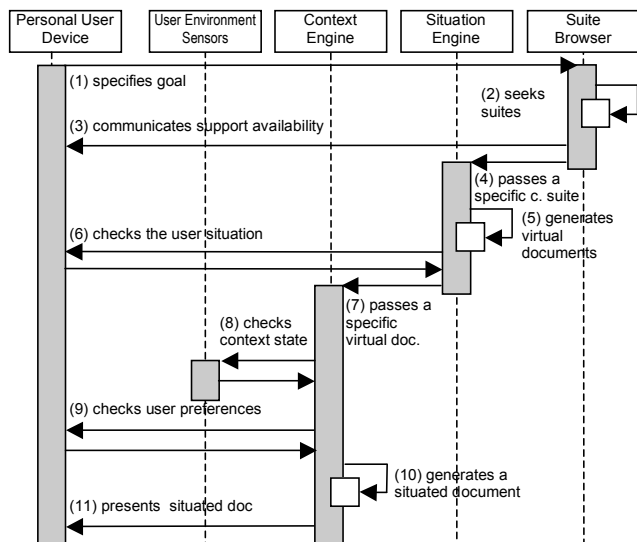 Personal User
Device
User Environment
Sensors
Context
Engine
Situation
Engine
Suite
Browser
(1) specifies goal
(2) seeks
suites
(3) communicates support availability
(4) passes a
specific c. suite
(5) generates
virtual
documents
(6) checks the user situation
(7) passes a
specific
virtual doc.
(8) checks
context state
(9) checks user preferences
(10) generates a
situated document
(11) presents  situated doc